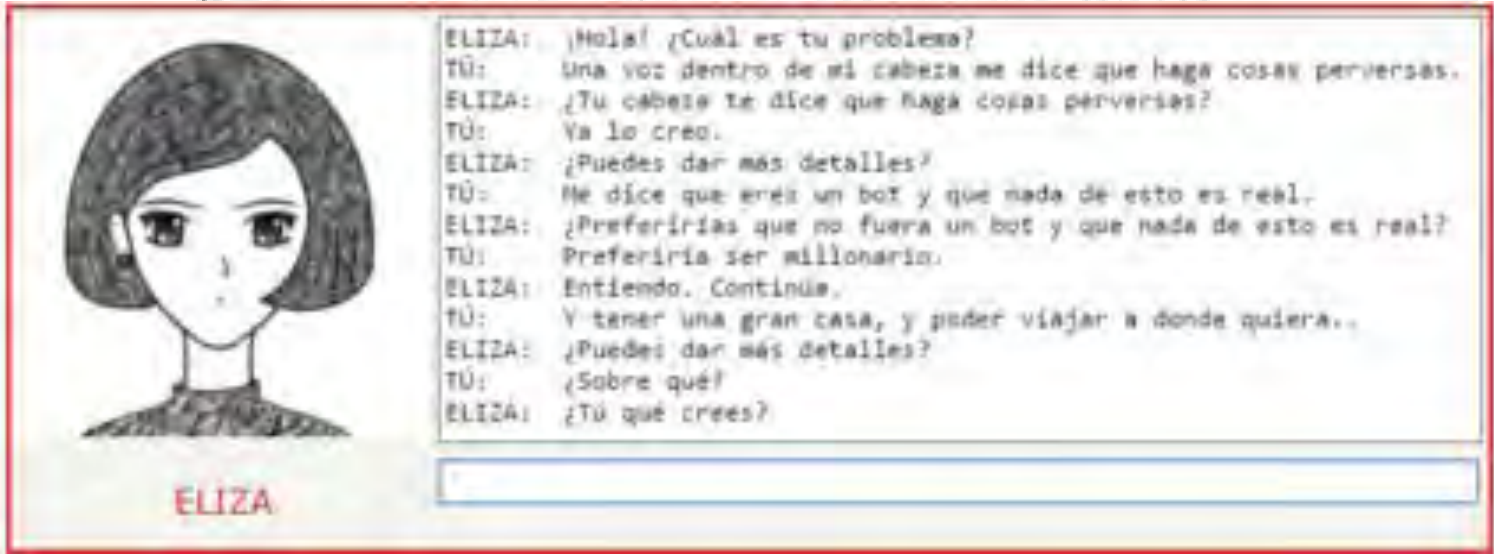 ELIZA: ¡Hola! ¿Cuál es tu problema?
TÚ: Una voz dentro de mi cabeza me dice que haga cosas perversas.
ELIZA: ¿Tu cabeza te dice que haga cosas perversas?
TÚ: Ya lo creo.
ELIZA: ¿Puedes dar más detalles?
TÚ: Me dice que eres un bot y que nada de esto es real.
ELIZA: ¿Preferirías que no fuera un bot y que nada de esto es real?
TÚ: Preferiría ser millonario.
ELIZA: Entiendo. Continúa.
TÚ: Y tener una gran casa, y poder viajar a donde quiera..
ELIZA: ¿Puedes dar más detalles?
TÚ: ¿Sobre qué?
ELIZA: ¿Tú qué crees?
ELIZA